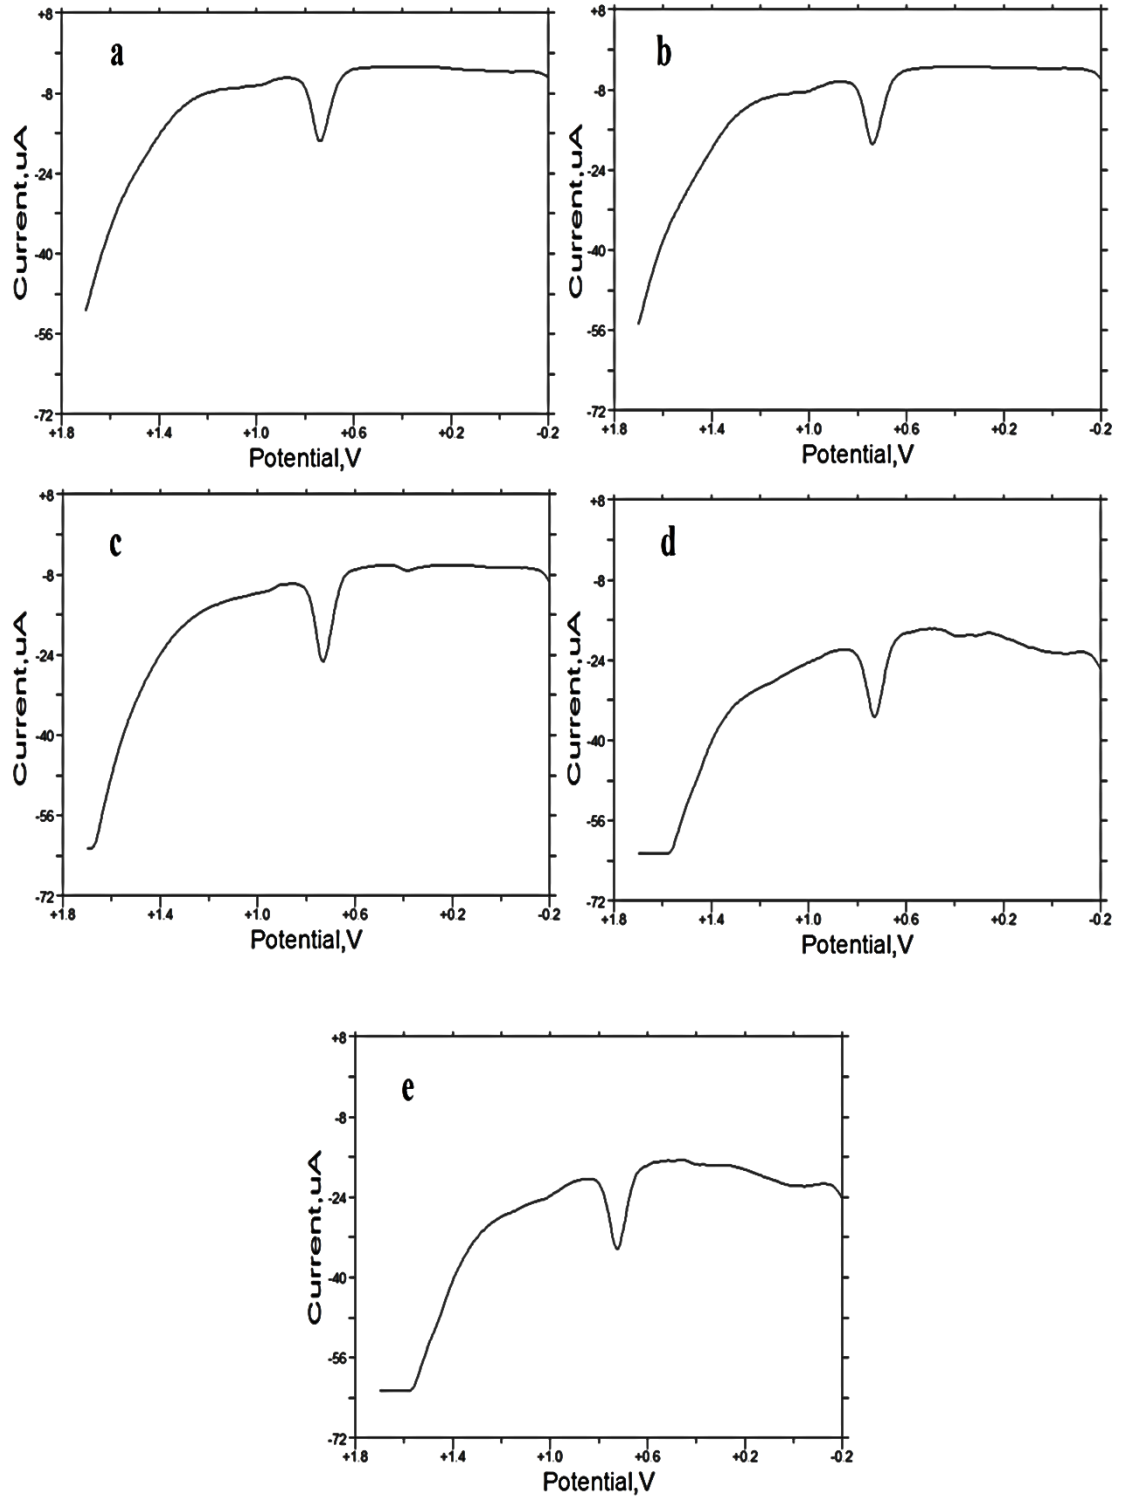 +8
a
-8
-24
-40
-56
-72
Current,uA
+1.8 +1.4 +1.0 +0.6 +0.2 -0.2
Potential,V
+8
b
-8
-24
-40
-56
-72
Current,uA
+1.8 +1.4 +1.0 +0.6 +0.2 -0.2
Potential,V
+8
c
-8
-24
-40
-56
-72
Current,uA
+1.8 +1.4 +1.0 +0.6 +0.2 -0.2
Potential,V
+8
d
-8
-24
-40
-56
-72
Current,uA
+1.8 +1.4 +1.0 +0.6 +0.2 -0.2
Potential,V
+8
e
-8
-24
-40
-56
-72
Current,uA
+1.8 +1.4 +1.0 +0.6 +0.2 -0.2
Potential,V